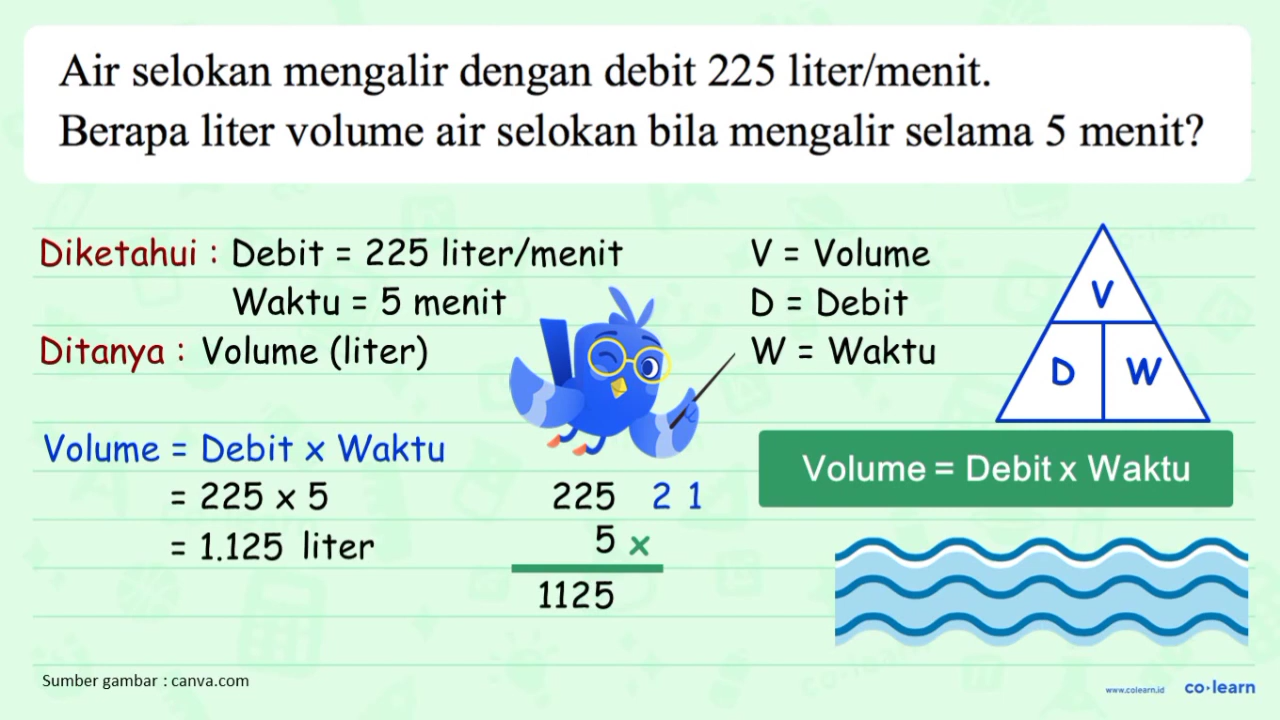 Air selokan mengalir dengan debit 225 liter/menit.
Berapa liter volume air selokan bila mengalir selama 5 menit?
Diketahui : Debit = 225 liter/menit
Waktu = 5 menit
Ditanya : Volume (liter)
V = Volume
D = Debit
W = Waktu
V
D W
Volume = Debit x Waktu
= 225 x 5
= 1.125 liter
225 2 1
5 x
1125
Volume = Debit x Waktu
Sumber gambar : canva.com
www.colearn.id co·learn